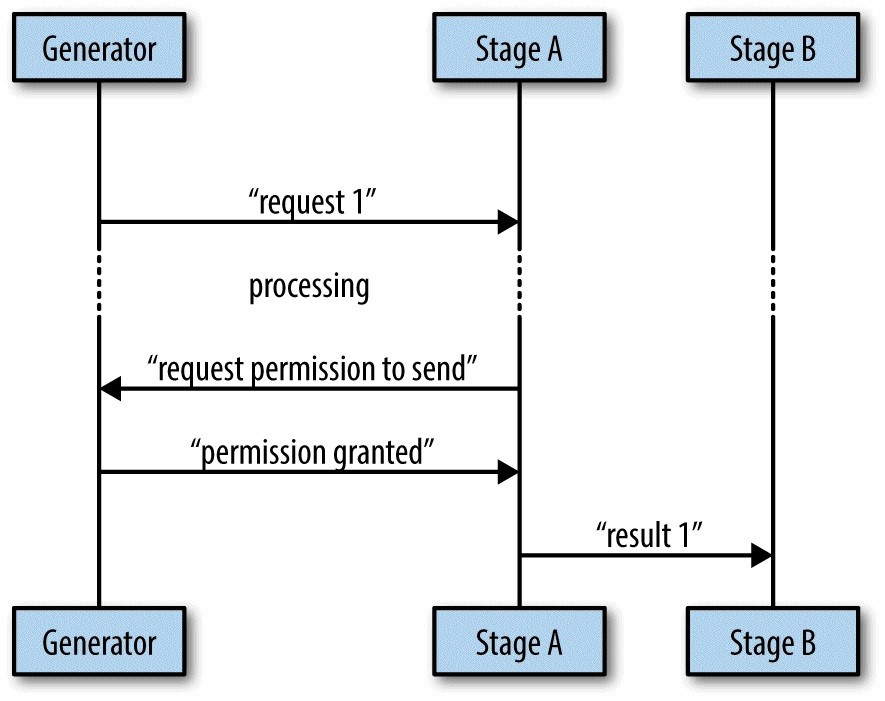 Generator
Stage A
Stage B
“request 1”
processing
“request permission to send”
“permission granted”
“result 1”
Generator
Stage A
Stage B